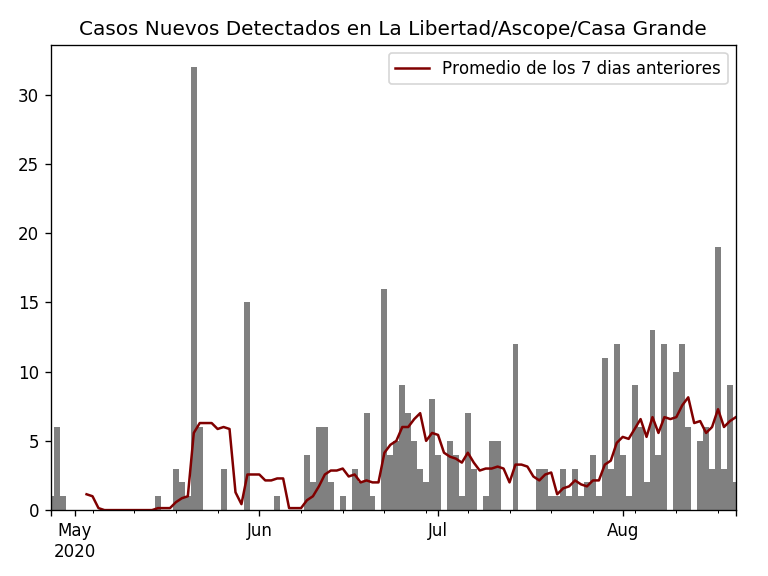 Casos Nuevos Detectados en La Libertad/Ascope/Casa Grande
Promedio de los 7 dias anteriores
30
25
20
15
10
5
0
May Jun Jul Aug
2020